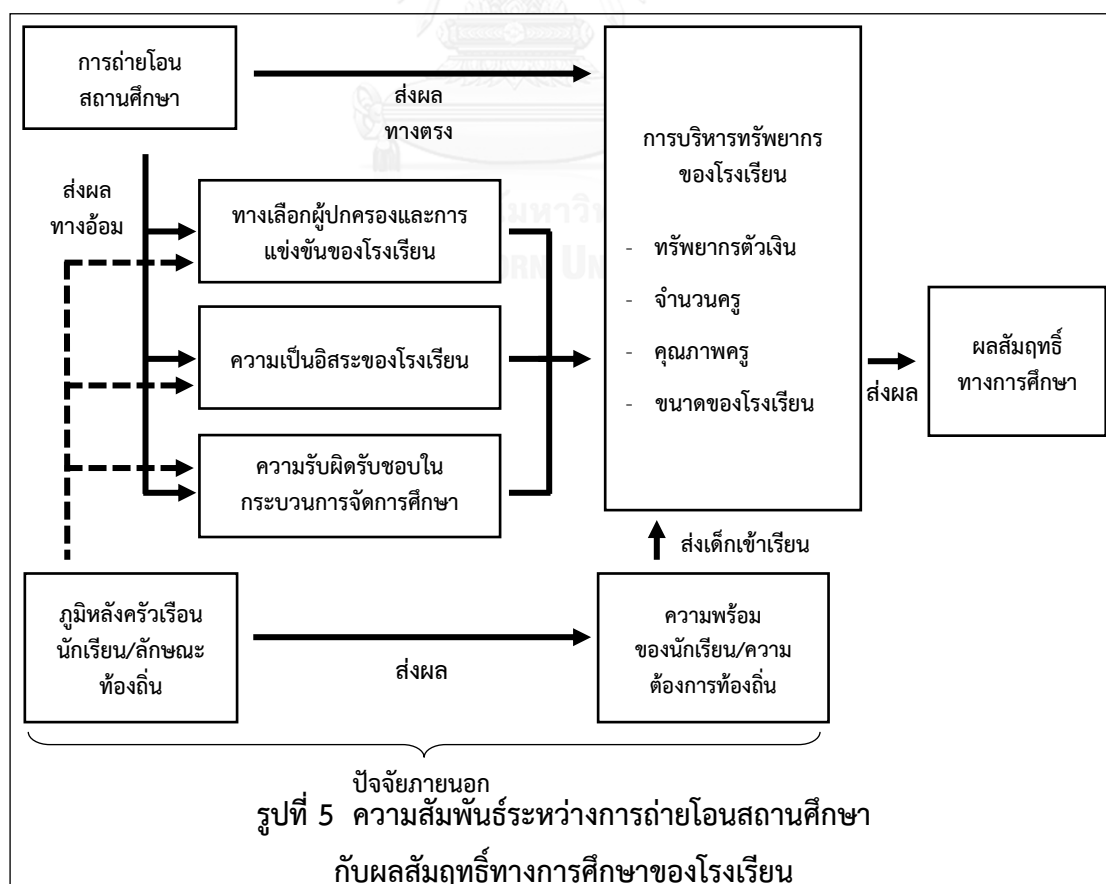 การถ่ายโอน
สถานศึกษา
ส่งผล
ทางตรง
ส่งผล
ทางอ้อม
ทางเลือกผู้ปกครองและการ
แข่งขันของโรงเรียน
ความเป็นอิสระของโรงเรียน
ความรับผิดรับชอบใน
กระบวนการจัดการศึกษา
การบริหารทรัพยากร
ของโรงเรียน
- ทรัพยากรตัวเงิน
- จำนวนครู
- คุณภาพครู
- ขนาดของโรงเรียน
ส่งผล
ผลสัมฤทธิ์
ทางการศึกษา
ส่งเด็กเข้าเรียน
ภูมิหลังครัวเรือน
นักเรียน/ลักษณะ
ท้องถิ่น
ส่งผล
ความพร้อม
ของนักเรียน/ความ
ต้องการท้องถิ่น
ปัจจัยภายนอก
รูปที่ 5 ความสัมพันธ์ระหว่างการถ่ายโอนสถานศึกษา
กับผลสัมฤทธิ์ทางการศึกษาของโรงเรียน